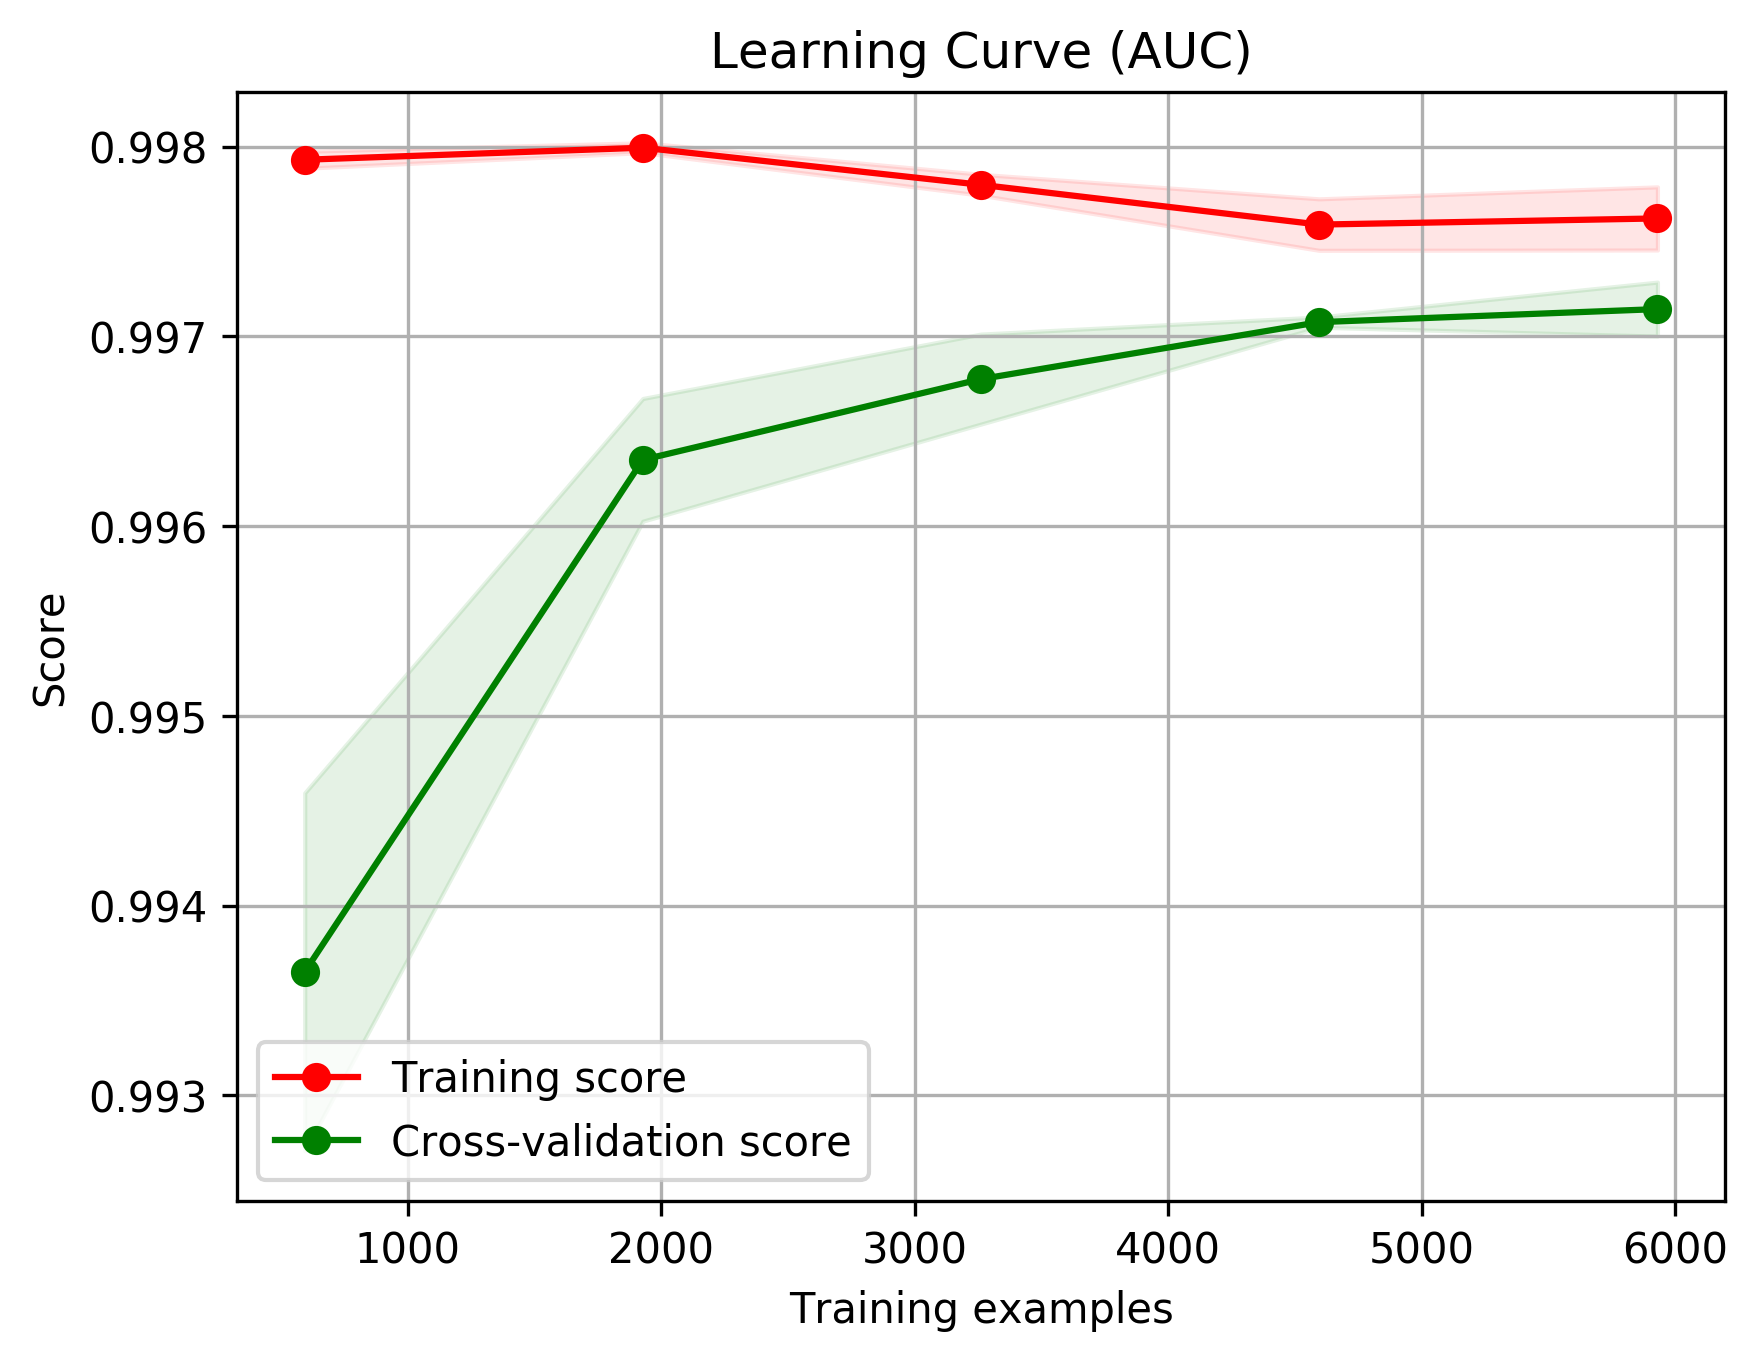 Learning Curve (AUC)
0.998
0.997
0.996
0.995
0.994
0.993
Score
Training score
Cross-validation score
1000 2000 3000 4000 5000 6000
Training examples